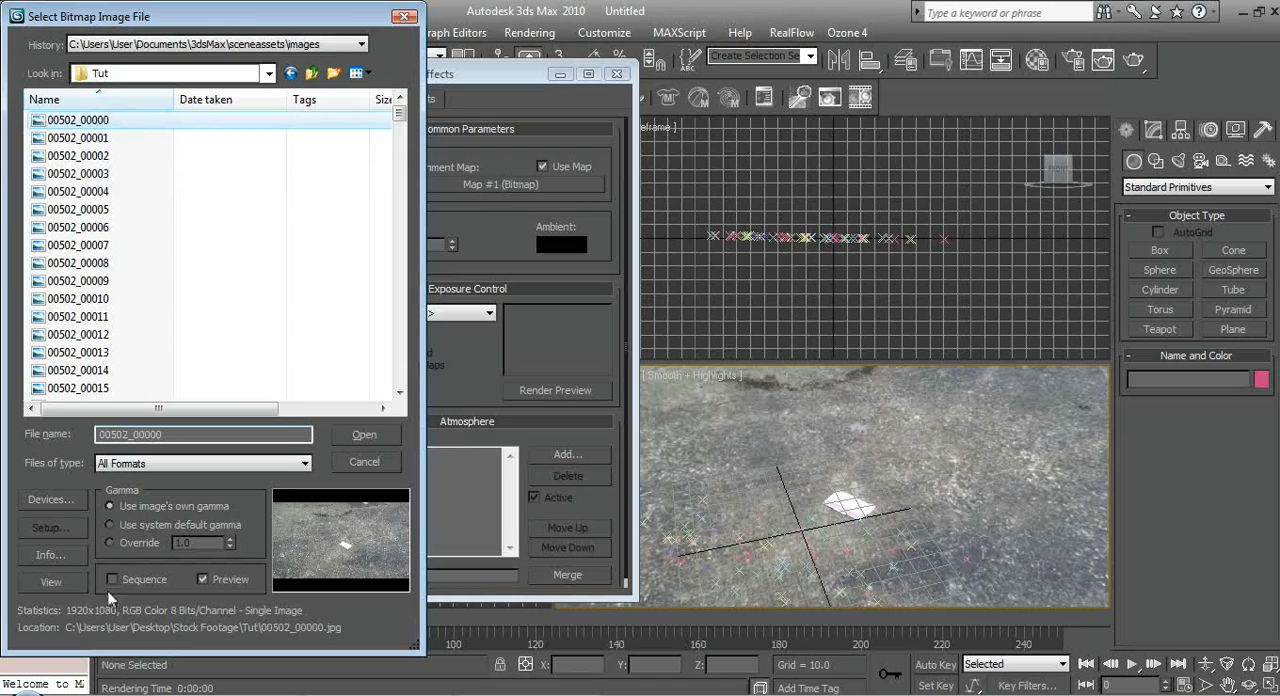 Select Bitmap Image File
Autodesk 3ds Max 2010 Untitled
Type a keyword or phrase
History: C:\Users\User\Documents\3dsMax\sceneassets\images
raph Editors Rendering Customize MAXScript Help RealFlow Ozone 4
Look in: Tut
Create Selection Se
ffects
Name Date taken Tags Size
00502_00000
00502_00001
00502_00002
00502_00003
00502_00004
00502_00005
00502_00006
00502_00007
00502_00008
00502_00009
00502_00010
00502_00011
00502_00012
00502_00013
00502_00014
00502_00015
File name: 00502_00000 Open
Files of type: All Formats Cancel
Devices...
Setup...
Info...
View
Gamma
Use image's own gamma
Use system default gamma
Override 1.0
Sequence Preview
Statistics: 1920x1080, RGB Color 8 Bits/Channel - Single Image
Location: C:\Users\User\Desktop\Stock Footage\Tut\00502_00000.jpg
ommon Parameters
nment Map: Use Map
Map #1 (Bitmap)
Ambient:
Exposure Control
>
aps
Render Preview
Atmosphere
Add...
Delete
Active
Move Up
Move Down
Merge
eframe ]
FRONT
[ Smooth + Highlights ]
Standard Primitives
Object Type
AutoGrid
Box Cone
Sphere GeoSphere
Cylinder Tube
Torus Pyramid
Teapot Plane
Name and Color
100 120 140 160 180 200 220 240
None Selected X: Y: Z: Grid = 10.0 Auto Key Selected
Welcome to M Rendering Time 0:00:00 Add Time Tag Set Key Key Filters... 0